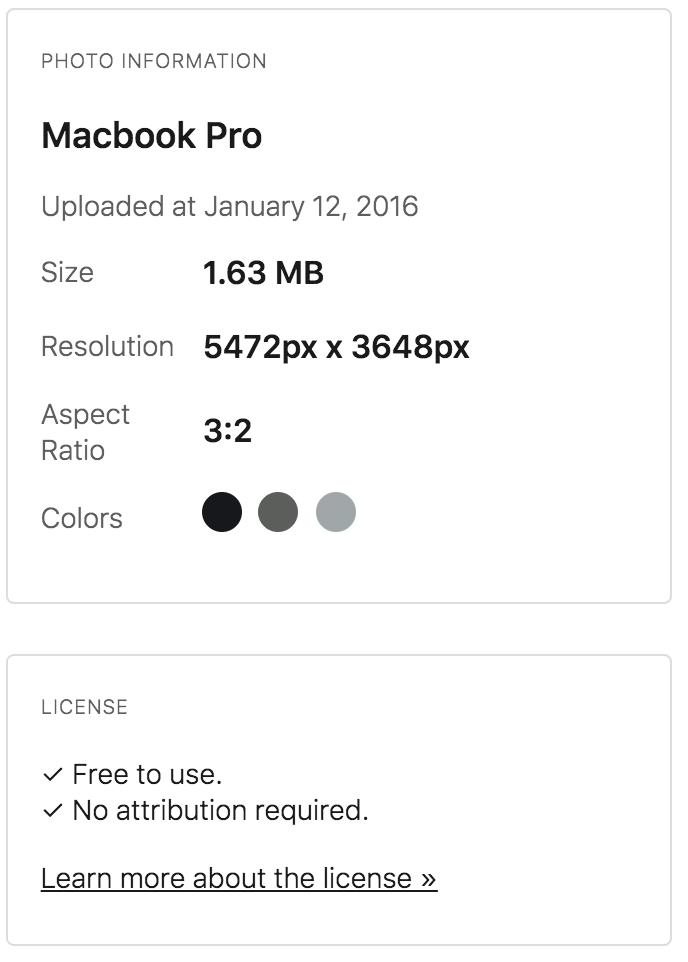 PHOTO INFORMATION
Macbook Pro
Uploaded at January 12, 2016
Size 1.63 MB
Resolution 5472px x 3648px
Aspect
Ratio 3:2
Colors
LICENSE
✓ Free to use.
✓ No attribution required.
Learn more about the license »